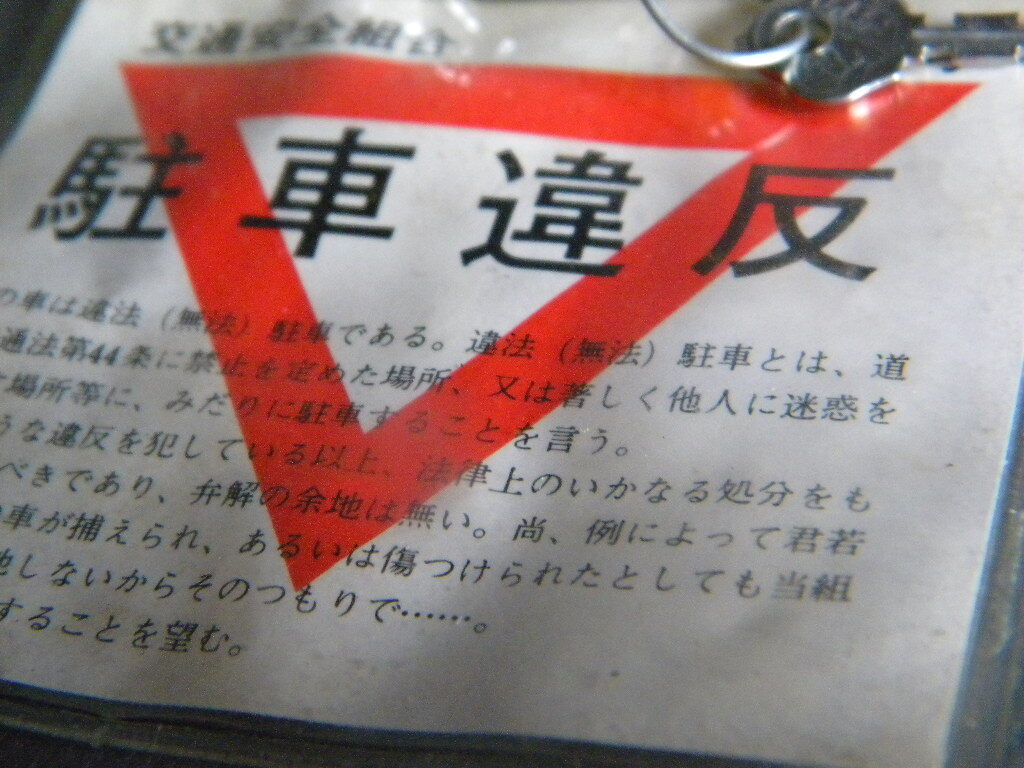 交通安全組合
駐車違反
の車は違法（無法）駐車である。違法（無法）駐車とは、道
通法第44条に禁止を定めた場所、又は著しく他人に迷惑を
場所等に、みだりに駐車することを言う。
うな違反を犯している以上、法律上のいかなる処分をも
べきであり、弁解の余地は無い。尚、例によって君若
車が捕えられ、あるいは傷つけられたとしても当組
しないからそのつもりで……。
することを望む。